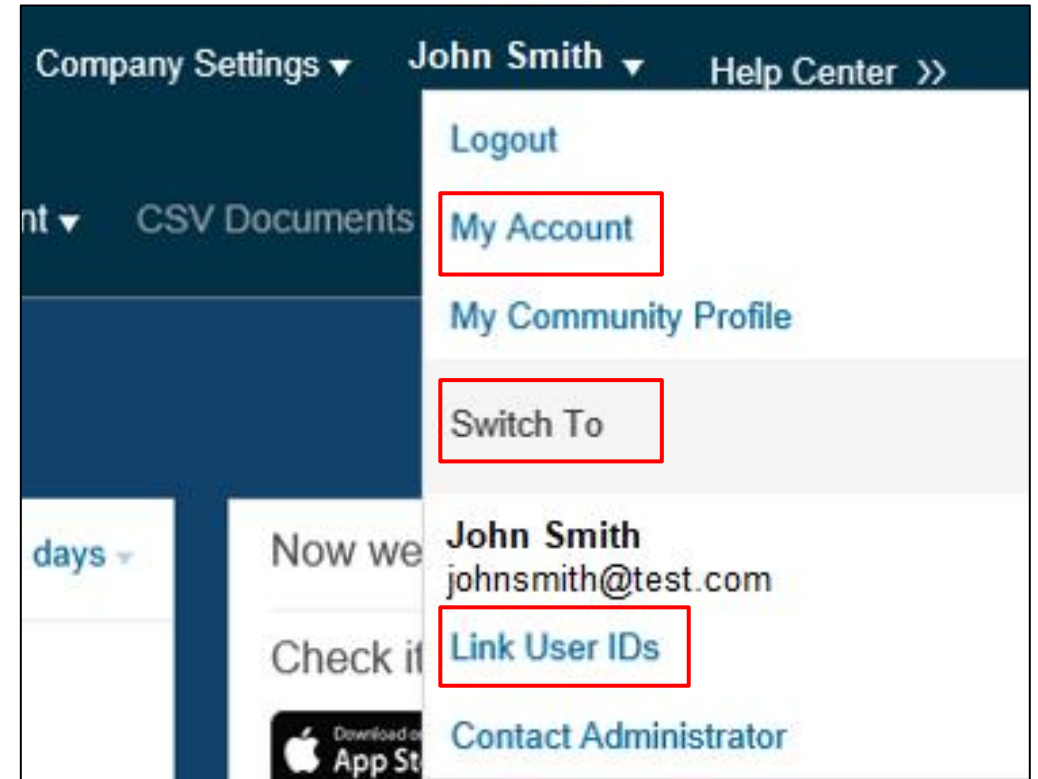 Company Settings John Smith Help Center >>
Logout
nt CSV Documents
My Account
My Community Profile
Switch To
days
Now we
John Smith
johnsmith@test.com
Check it
Link User IDs
Download o
App St
Contact Administrator